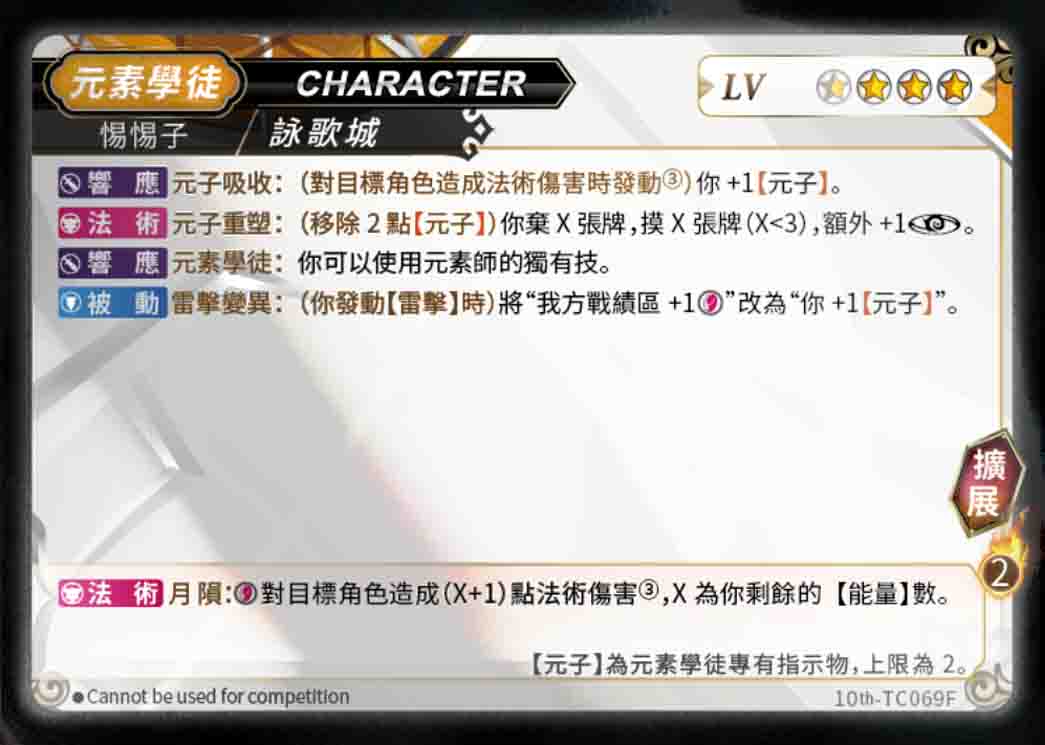 元素學徒 CHARACTER LV
惕惕子 / 詠歌城
響應 元子吸收：（對目標角色造成法術傷害時發動③）你 +1【元子】。
法術 元子重塑：（移除 2 點【元子】）你棄 X 張牌，摸 X 張牌（X<3），額外 +1。
響應 元素學徒：你可以使用元素師的獨有技。
被動 雷擊變異：（你發動【雷擊】時）將“我方戰績區 +1”改為“你 +1【元子】”。
擴展
2
法術 月隕：對目標角色造成（X+1）點法術傷害③，X 為你剩餘的【能量】數。
【元子】為元素學徒專有指示物，上限為 2。
●Cannot be used for competition
10th-TC069F